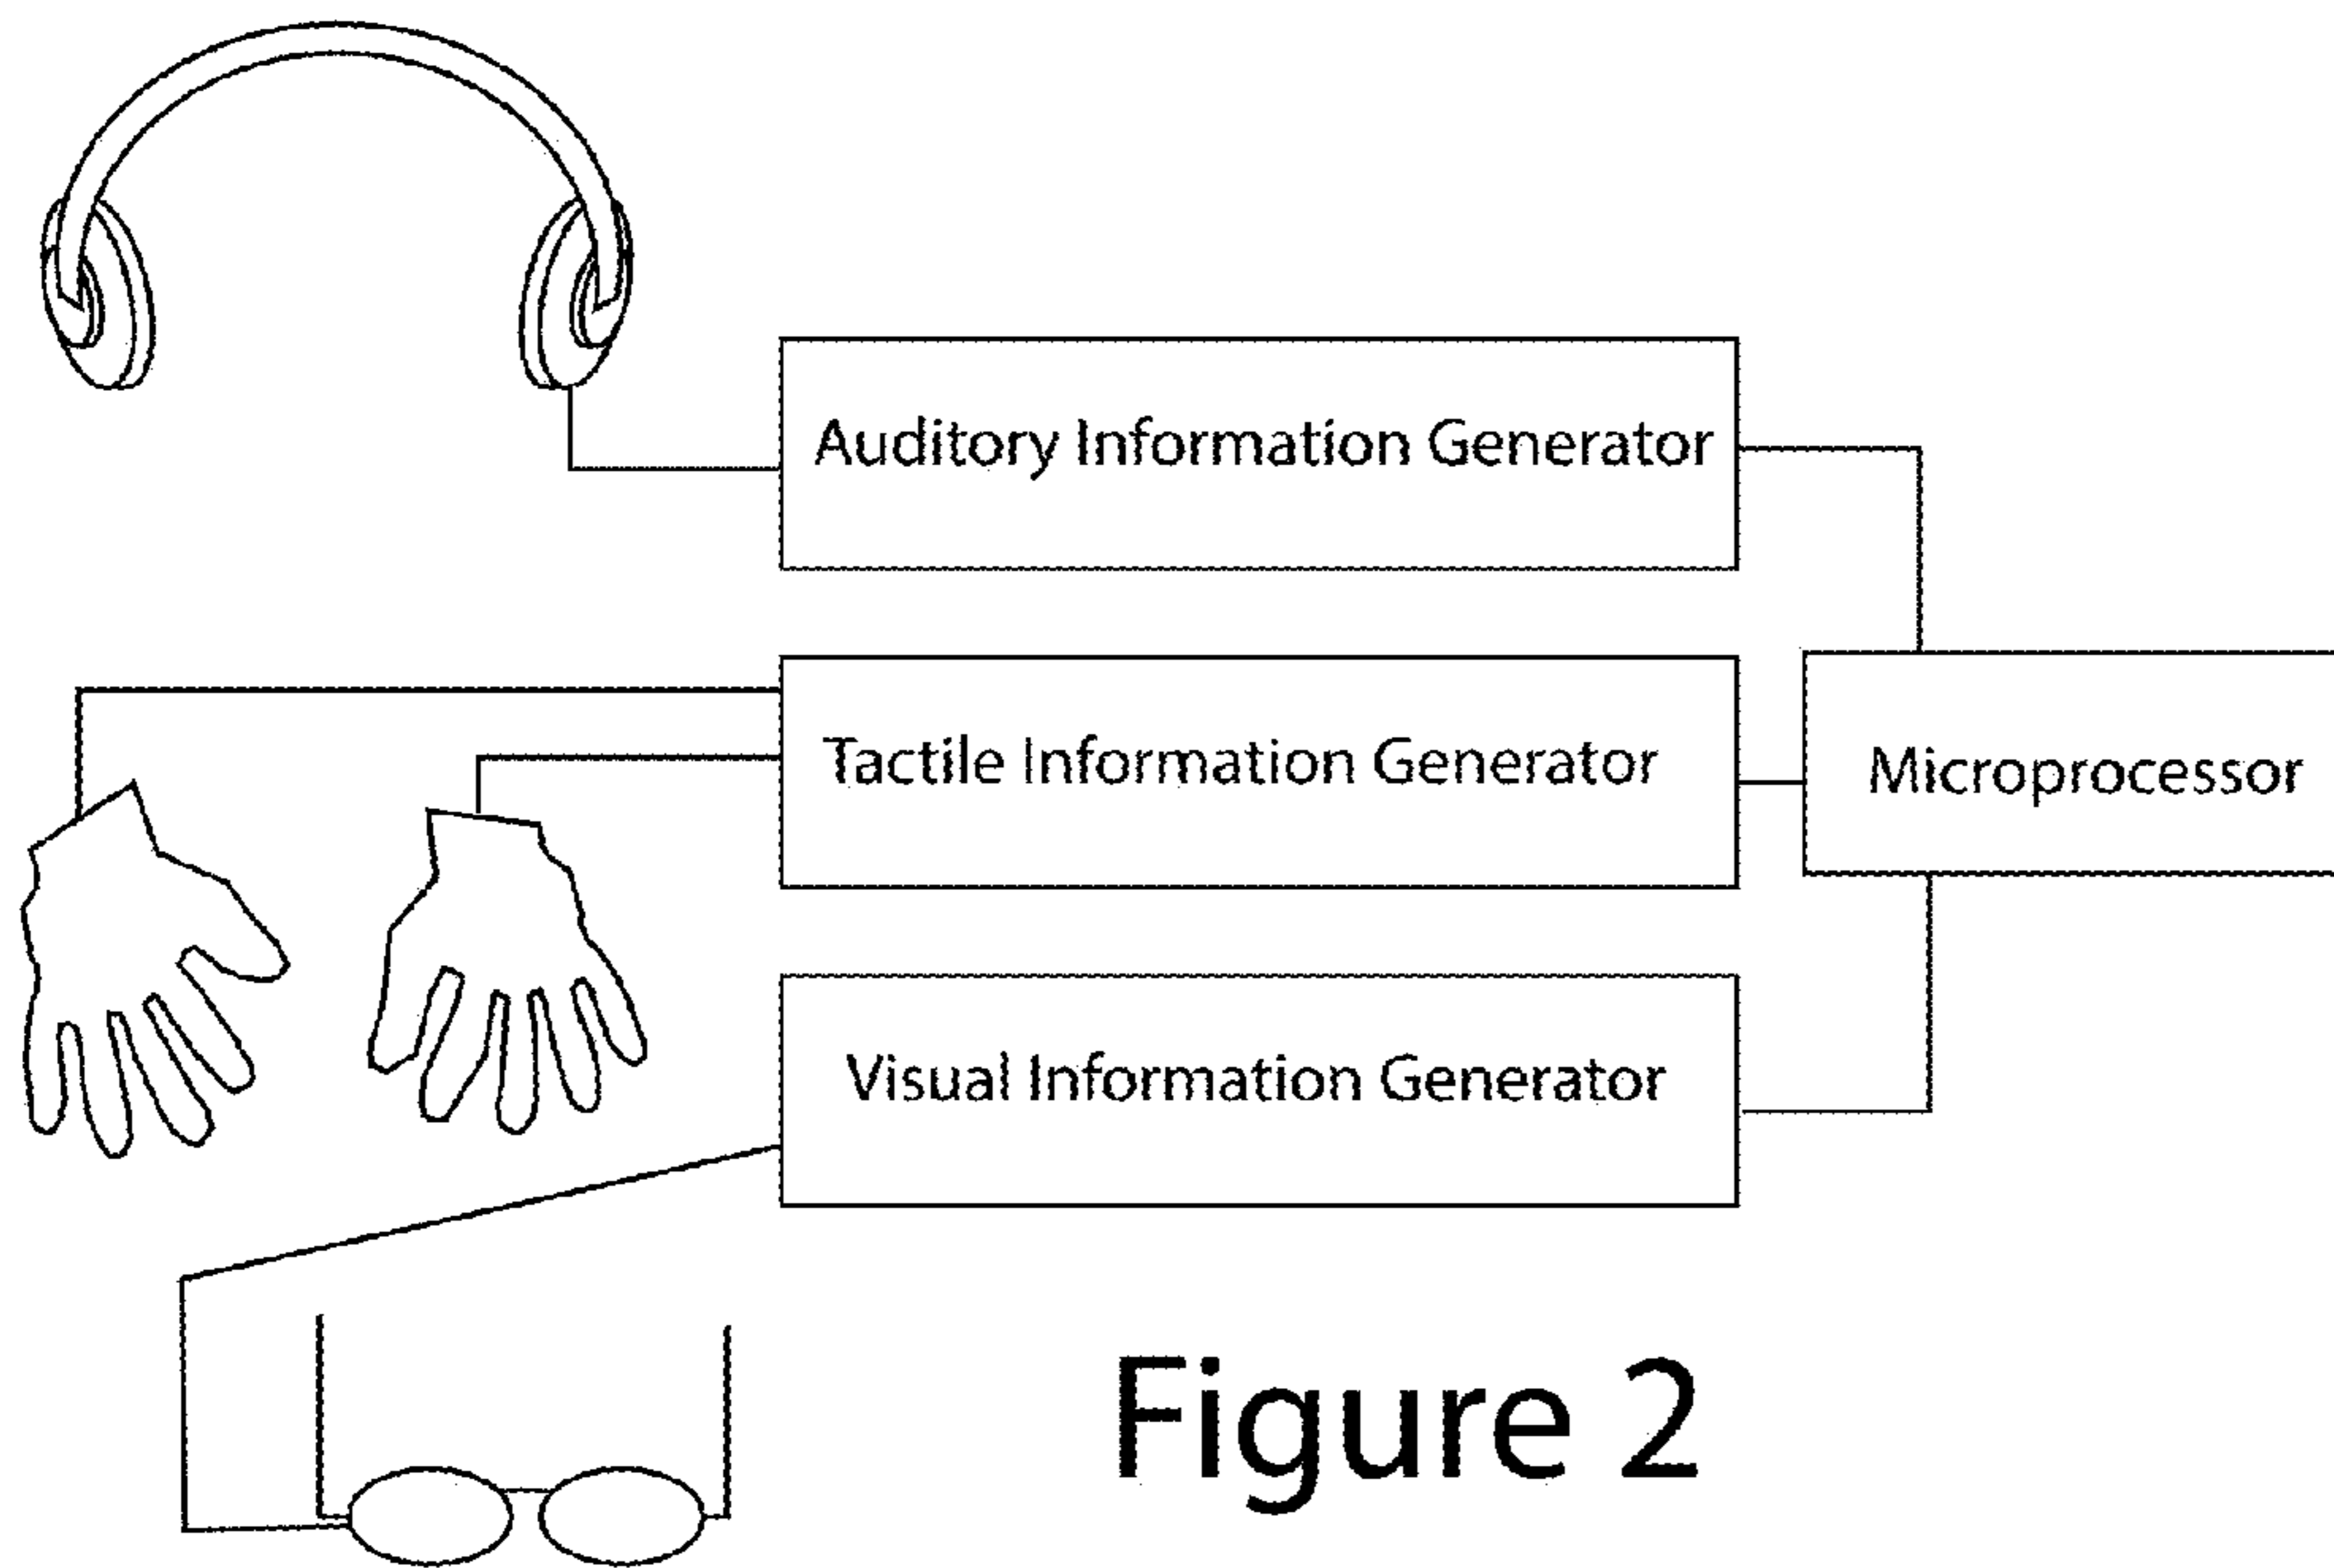 Auditory Information Generator
Tactile Information Generator
Microprocessor
Visual Information Generator
Figure 2